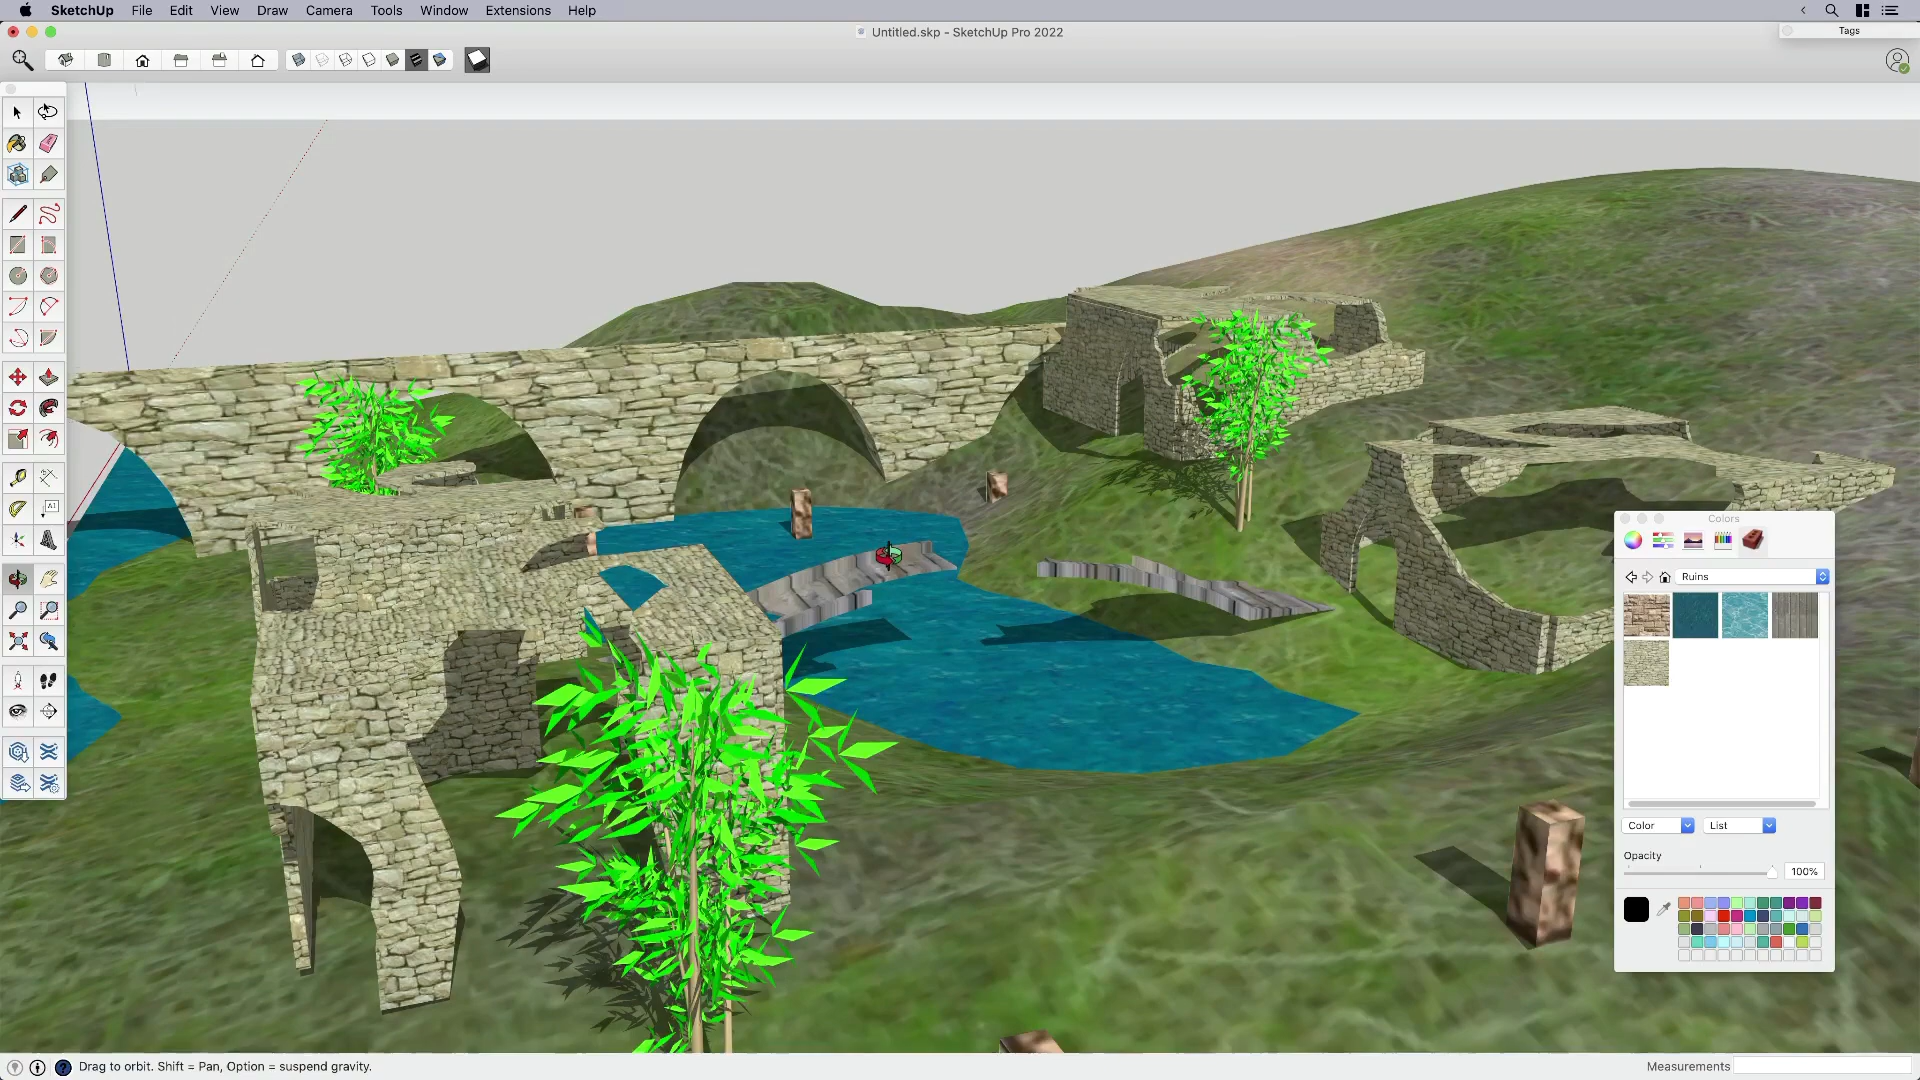 SketchUp File Edit View Draw Camera Tools Window Extensions Help
Untitled.skp - SketchUp Pro 2022
Tags
A1
Colors
Ruins
Color List
Opacity
100%
Drag to orbit. Shift = Pan, Option = suspend gravity.
Measurements